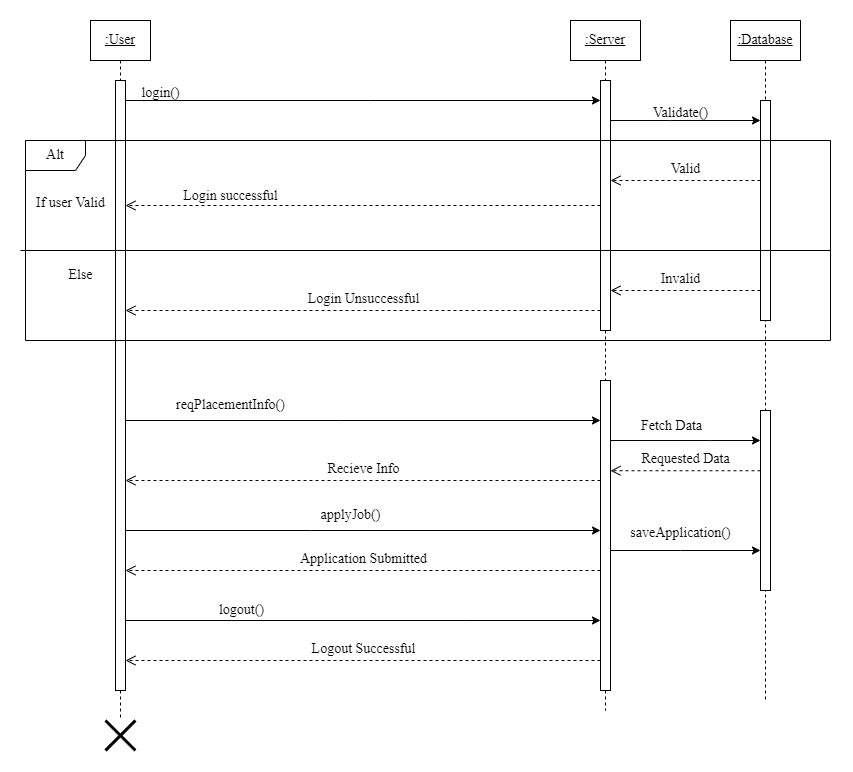 :User
:Server
:Database
login()
Validate()
Alt
Valid
If user Valid
Login successful
Else
Invalid
Login Unsuccessful
reqPlacementInfo()
Fetch Data
Requested Data
Recieve Info
applyJob()
saveApplication()
Application Submitted
logout()
Logout Successful